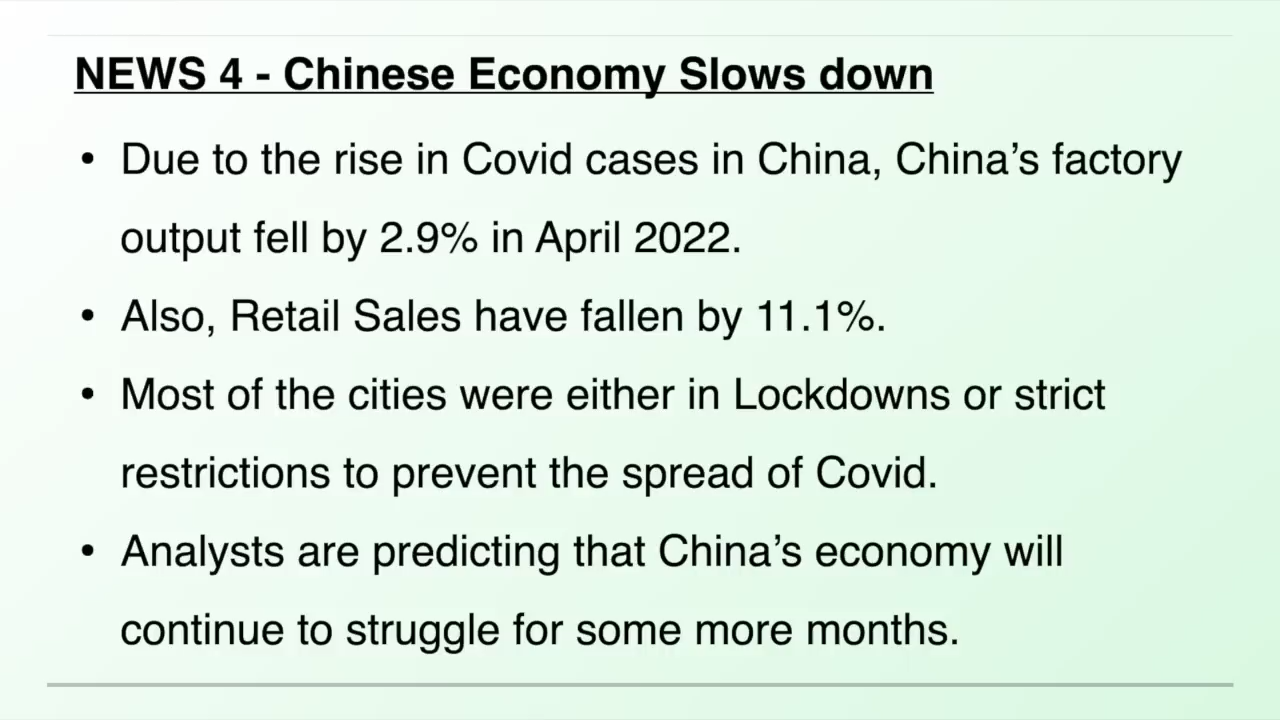 NEWS 4 - Chinese Economy Slows down
• Due to the rise in Covid cases in China, China’s factory
output fell by 2.9% in April 2022.
• Also, Retail Sales have fallen by 11.1%.
• Most of the cities were either in Lockdowns or strict
restrictions to prevent the spread of Covid.
• Analysts are predicting that China’s economy will
continue to struggle for some more months.